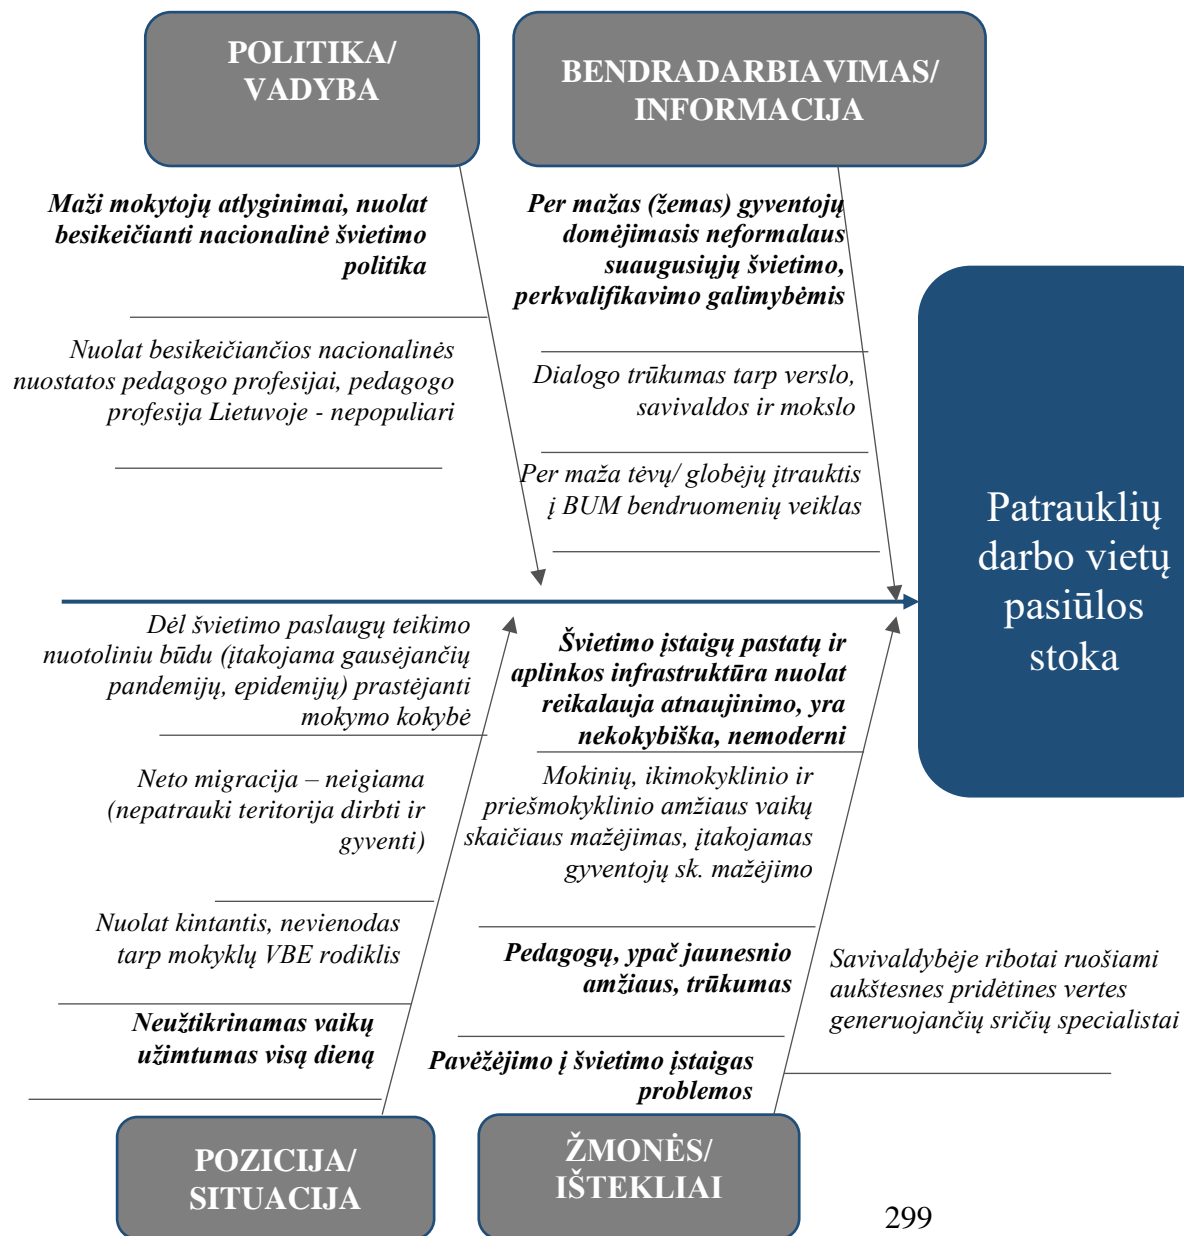 POLITIKA/
VADYBA
BENDRADARBIAVIMAS/
INFORMACIJA
Maži mokytojų atlyginimai, nuolat
besikeičianti nacionalinė švietimo
politika
Nuolat besikeičiančios nacionalinės
nuostatos pedagogo profesijai, pedagogo
profesija Lietuvoje - nepopuliari
Per mažas (žemas) gyventojų
domėjimasis neformalaus
suaugusiųjų švietimo,
perkvalifikavimo galimybėmis
Dialogo trūkumas tarp verslo,
savivaldos ir mokslo
Per maža tėvų/ globėjų įtrauktis
į BUM bendruomenių veiklas
Patrauklių
darbo vietų
pasiūlos
stoka
Dėl švietimo paslaugų teikimo
nuotoliniu būdu (įtakojama gausėjančių
pandemijų, epidemijų) prastėjanti
mokymo kokybė
Neto migracija – neigiama
(nepatrauki teritorija dirbti ir
gyventi)
Nuolat kintantis, nevienodas
tarp mokyklų VBE rodiklis
Neužtikrinamas vaikų
užimtumas visą dieną
Švietimo įstaigų pastatų ir
aplinkos infrastruktūra nuolat
reikalauja atnaujinimo, yra
nekokybiška, nemoderni
Mokinių, ikimokyklinio ir
priešmokyklinio amžiaus vaikų
skaičiaus mažėjimas, įtakojamas
gyventojų sk. mažėjimo
Pedagogų, ypač jaunesnio
amžiaus, trūkumas
Pavėžėjimo į švietimo įstaigas
problemos
Savivaldybėje ribotai ruošiami
aukštesnes pridėtines vertes
generuojančių sričių specialistai
POZICIJA/
SITUACIJA
ŽMONĖS/
IŠTEKLIAI
299